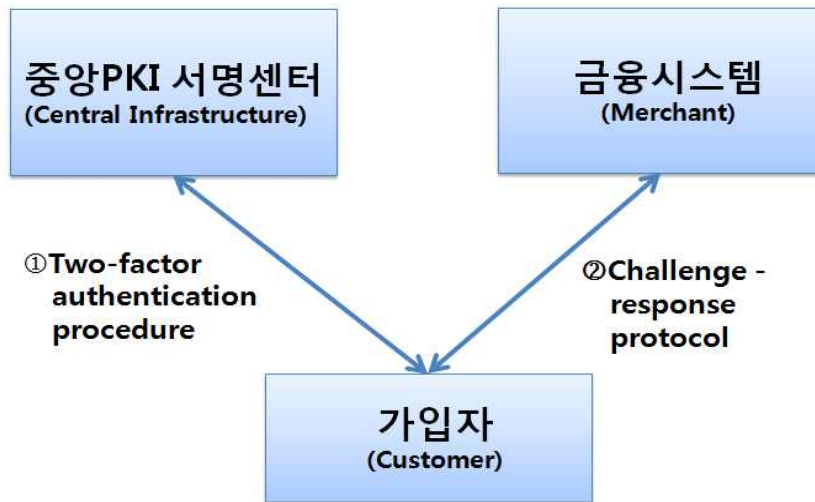 중앙PKI 서명센터
(Central Infrastructure)
금융시스템
(Merchant)
①Two-factor
authentication
procedure
②Challenge -
response
protocol
가입자
(Customer)